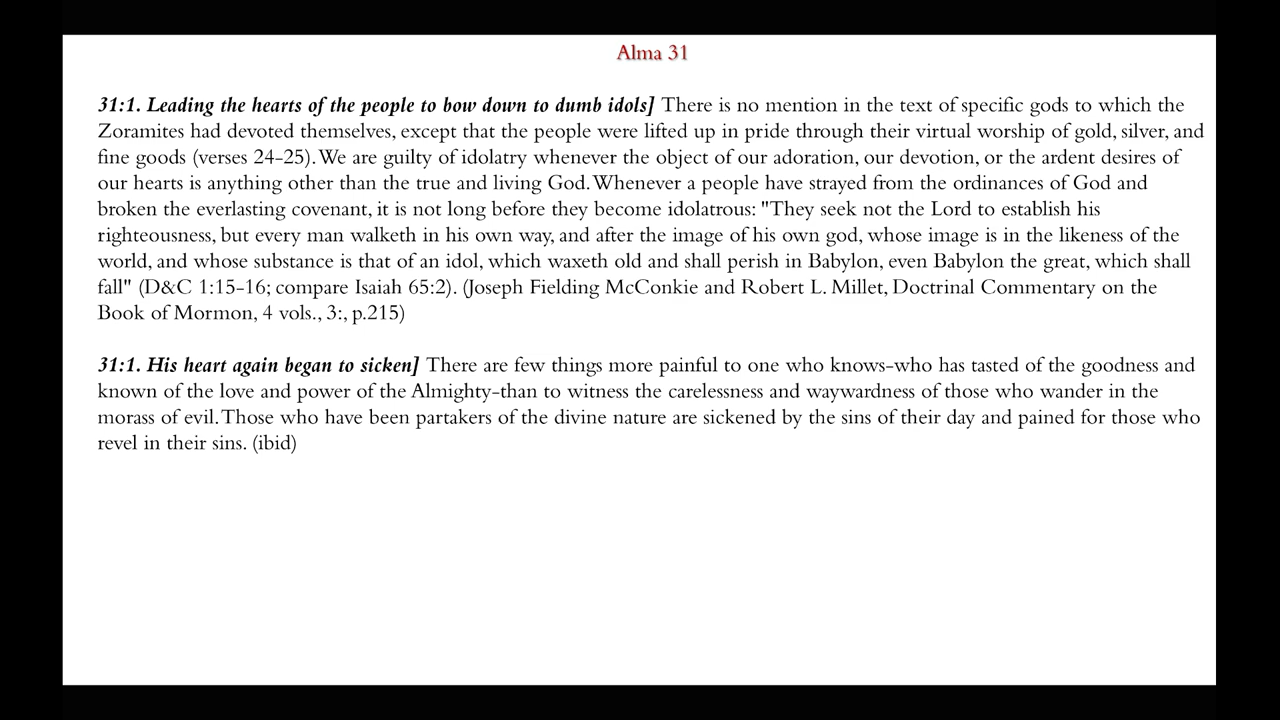 Alma 31
31:1. Leading the hearts of the people to bow down to dumb idols] There is no mention in the text of specific gods to which the
Zoramites had devoted themselves, except that the people were lifted up in pride through their virtual worship of gold, silver, and
fine goods (verses 24-25). We are guilty of idolatry whenever the object of our adoration, our devotion, or the ardent desires of
our hearts is anything other than the true and living God. Whenever a people have strayed from the ordinances of God and
broken the everlasting covenant, it is not long before they become idolatrous: "They seek not the Lord to establish his
righteousness, but every man walketh in his own way, and after the image of his own god, whose image is in the likeness of the
world, and whose substance is that of an idol, which waxeth old and shall perish in Babylon, even Babylon the great, which shall
fall" (D&C 1:15-16; compare Isaiah 65:2). (Joseph Fielding McConkie and Robert L. Millet, Doctrinal Commentary on the
Book of Mormon, 4 vols., 3:, p.215)
31:1. His heart again began to sicken] There are few things more painful to one who knows-who has tasted of the goodness and
known of the love and power of the Almighty-than to witness the carelessness and waywardness of those who wander in the
morass of evil. Those who have been partakers of the divine nature are sickened by the sins of their day and pained for those who
revel in their sins. (ibid)